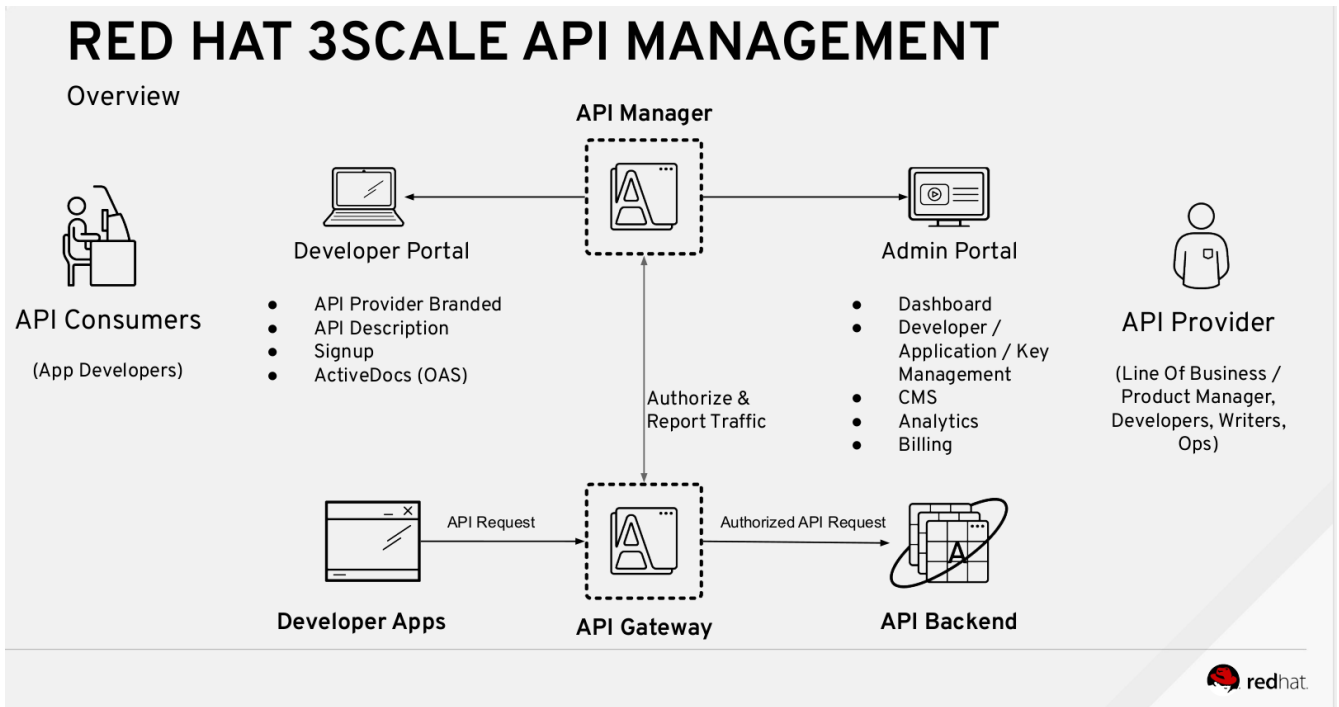 RED HAT 3SCALE API MANAGEMENT
Overview
API Manager
Developer Portal
Admin Portal
API Consumers
(App Developers)
● API Provider Branded
● API Description
● Signup
● ActiveDocs (OAS)
Authorize &
Report Traffic
● Dashboard
● Developer /
Application / Key
Management
● CMS
● Analytics
● Billing
API Provider
(Line Of Business /
Product Manager,
Developers, Writers,
Ops)
API Request
Authorized API Request
A
Developer Apps
API Gateway
API Backend
redhat.